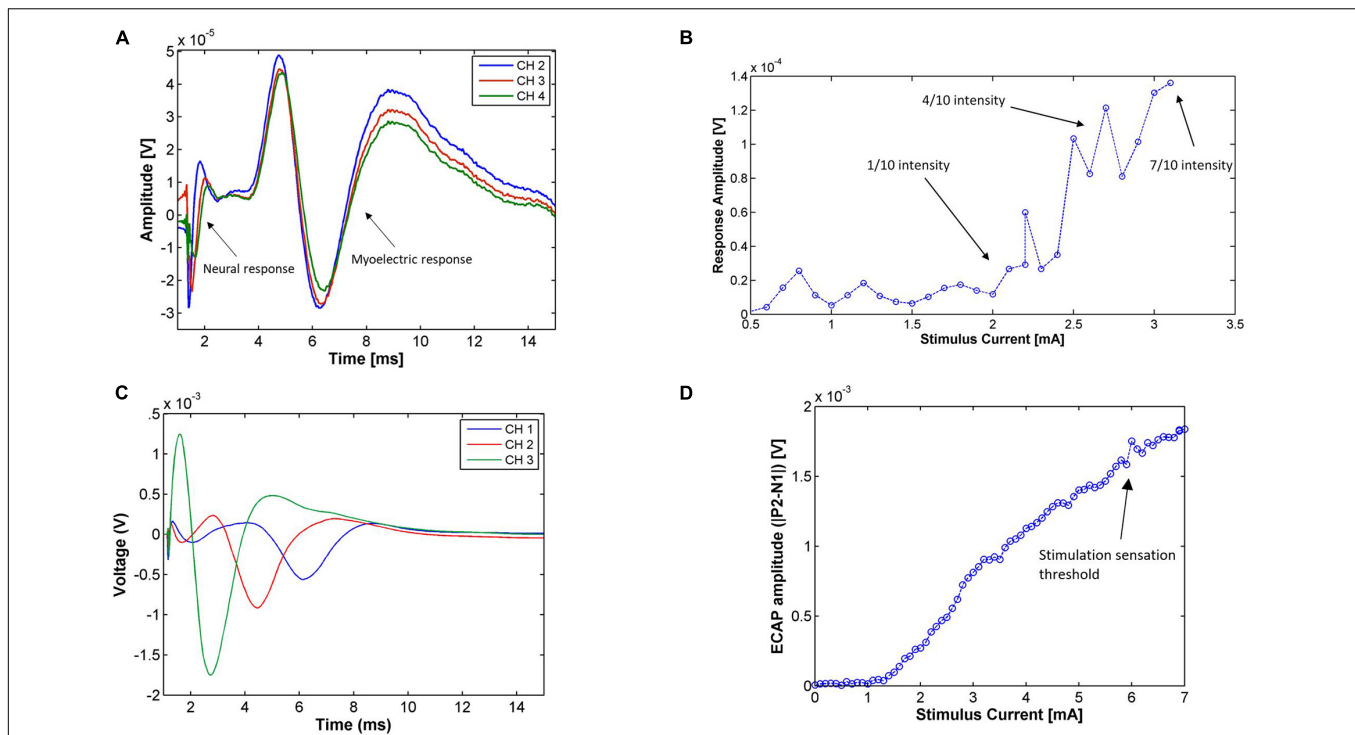 A
x 10⁻⁵
5
4
3
2
1
0
-1
-2
-3
Amplitude [V]
CH 2
CH 3
CH 4
Neural response
Myoelectric response
2 4 6 8 10 12 14
Time [ms]
B
x 10⁻⁴
1.4
1.2
1
0.8
0.6
0.4
0.2
0
Response Amplitude [V]
4/10 intensity
1/10 intensity
7/10 intensity
0.5 1 1.5 2 2.5 3 3.5
Stimulus Current [mA]
C
x 10⁻³
.5
1
0.5
0
-0.5
-1
-1.5
-2
Voltage (V)
CH 1
CH 2
CH 3
2 4 6 8 10 12 14
Time (ms)
D
x 10⁻³
2
1.5
1
0.5
0
ECAP amplitude (|P2-N1|) [V]
Stimulation sensation
threshold
0 1 2 3 4 5 6 7
Stimulus Current [mA]